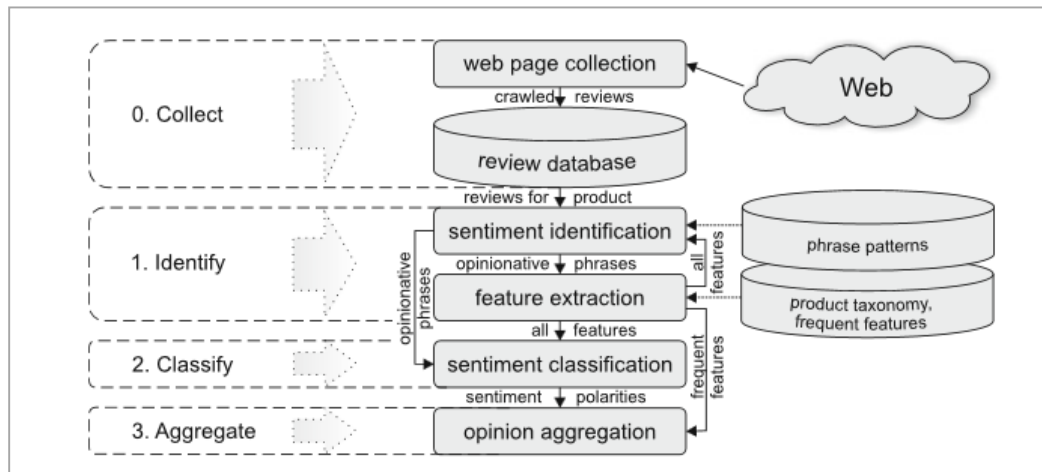 web page collection
Web
crawled reviews
0. Collect
review database
reviews for product
sentiment identification
phrase patterns
1. Identify
opinionative phrases
all
features
opinionative
phrases
feature extraction
product taxonomy,
frequent features
all features
2. Classify
sentiment classification
frequent
features
sentiment polarities
3. Aggregate
opinion aggregation